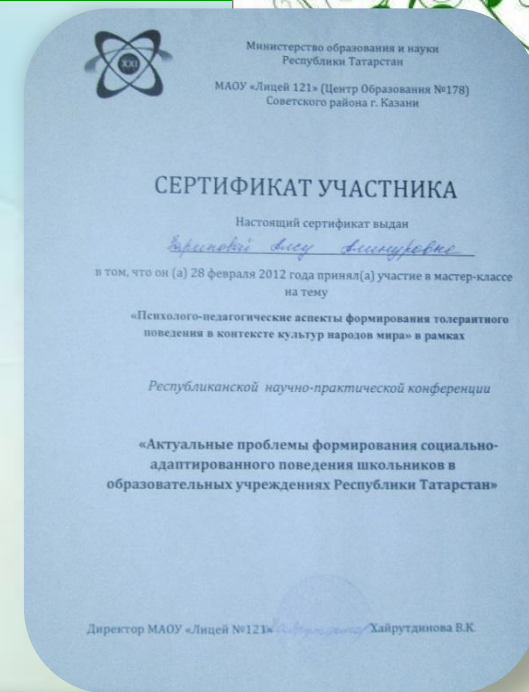 XXI
Министерство образования и науки
Республики Татарстан
МАОУ «Лицей 121» (Центр Образования №178)
Советского района г. Казани
СЕРТИФИКАТ УЧАСТНИКА
Настоящий сертификат выдан
Зариповой Алсу
в том, что он (а) 28 февраля 2012 года принял(а) участие в мастер-классе
на тему
«Психолого-педагогические аспекты формирования толерантного
поведения в контексте культур народов мира» в рамках
Республиканской научно-практической конференции
«Актуальные проблемы формирования социально-
адаптированного поведения школьников в
образовательных учреждениях Республики Татарстан»
Директор МАОУ «Лицей №121» Хайрутдинова В.К.